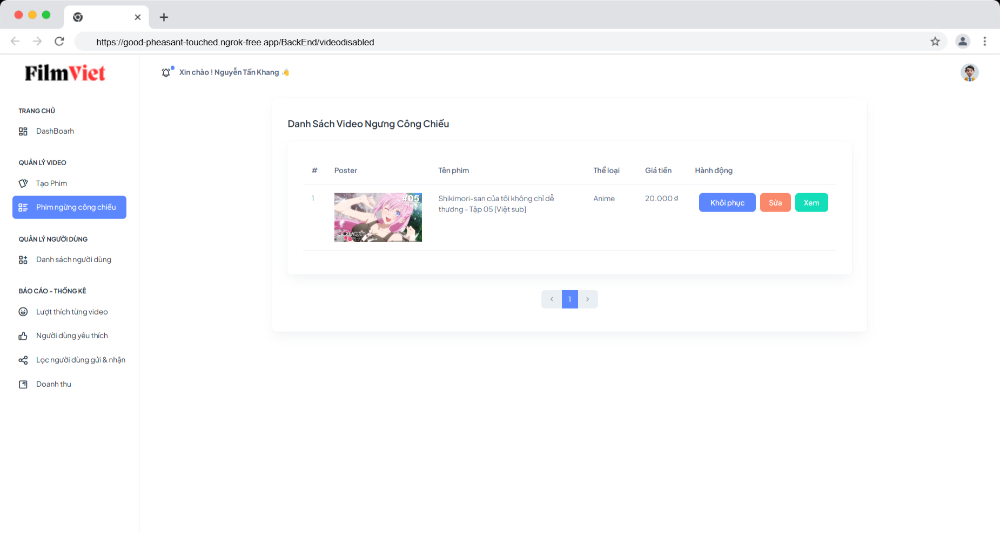 https://good-pheasant-touched.ngrok-free.app/BackEnd/videodisabled
FilmViet
Xin chào ! Nguyễn Tấn Khang 👋
TRANG CHỦ
DashBoarh
QUẢN LÝ VIDEO
Tạo Phim
Phim ngừng công chiếu
QUẢN LÝ NGƯỜI DÙNG
Danh sách người dùng
BÁO CÁO - THỐNG KÊ
Lượt thích từng video
Người dùng yêu thích
Lọc người dùng gửi & nhận
Doanh thu
Danh Sách Video Ngưng Công Chiếu
# Poster Tên phim Thể loại Giá tiền Hành động
1 #05 Shikimori-san của tôi không chỉ dễ Anime 20.000 ₫ Khôi phục Sửa Xem
thương - Tập 05 [Việt sub]
‹ 1 ›